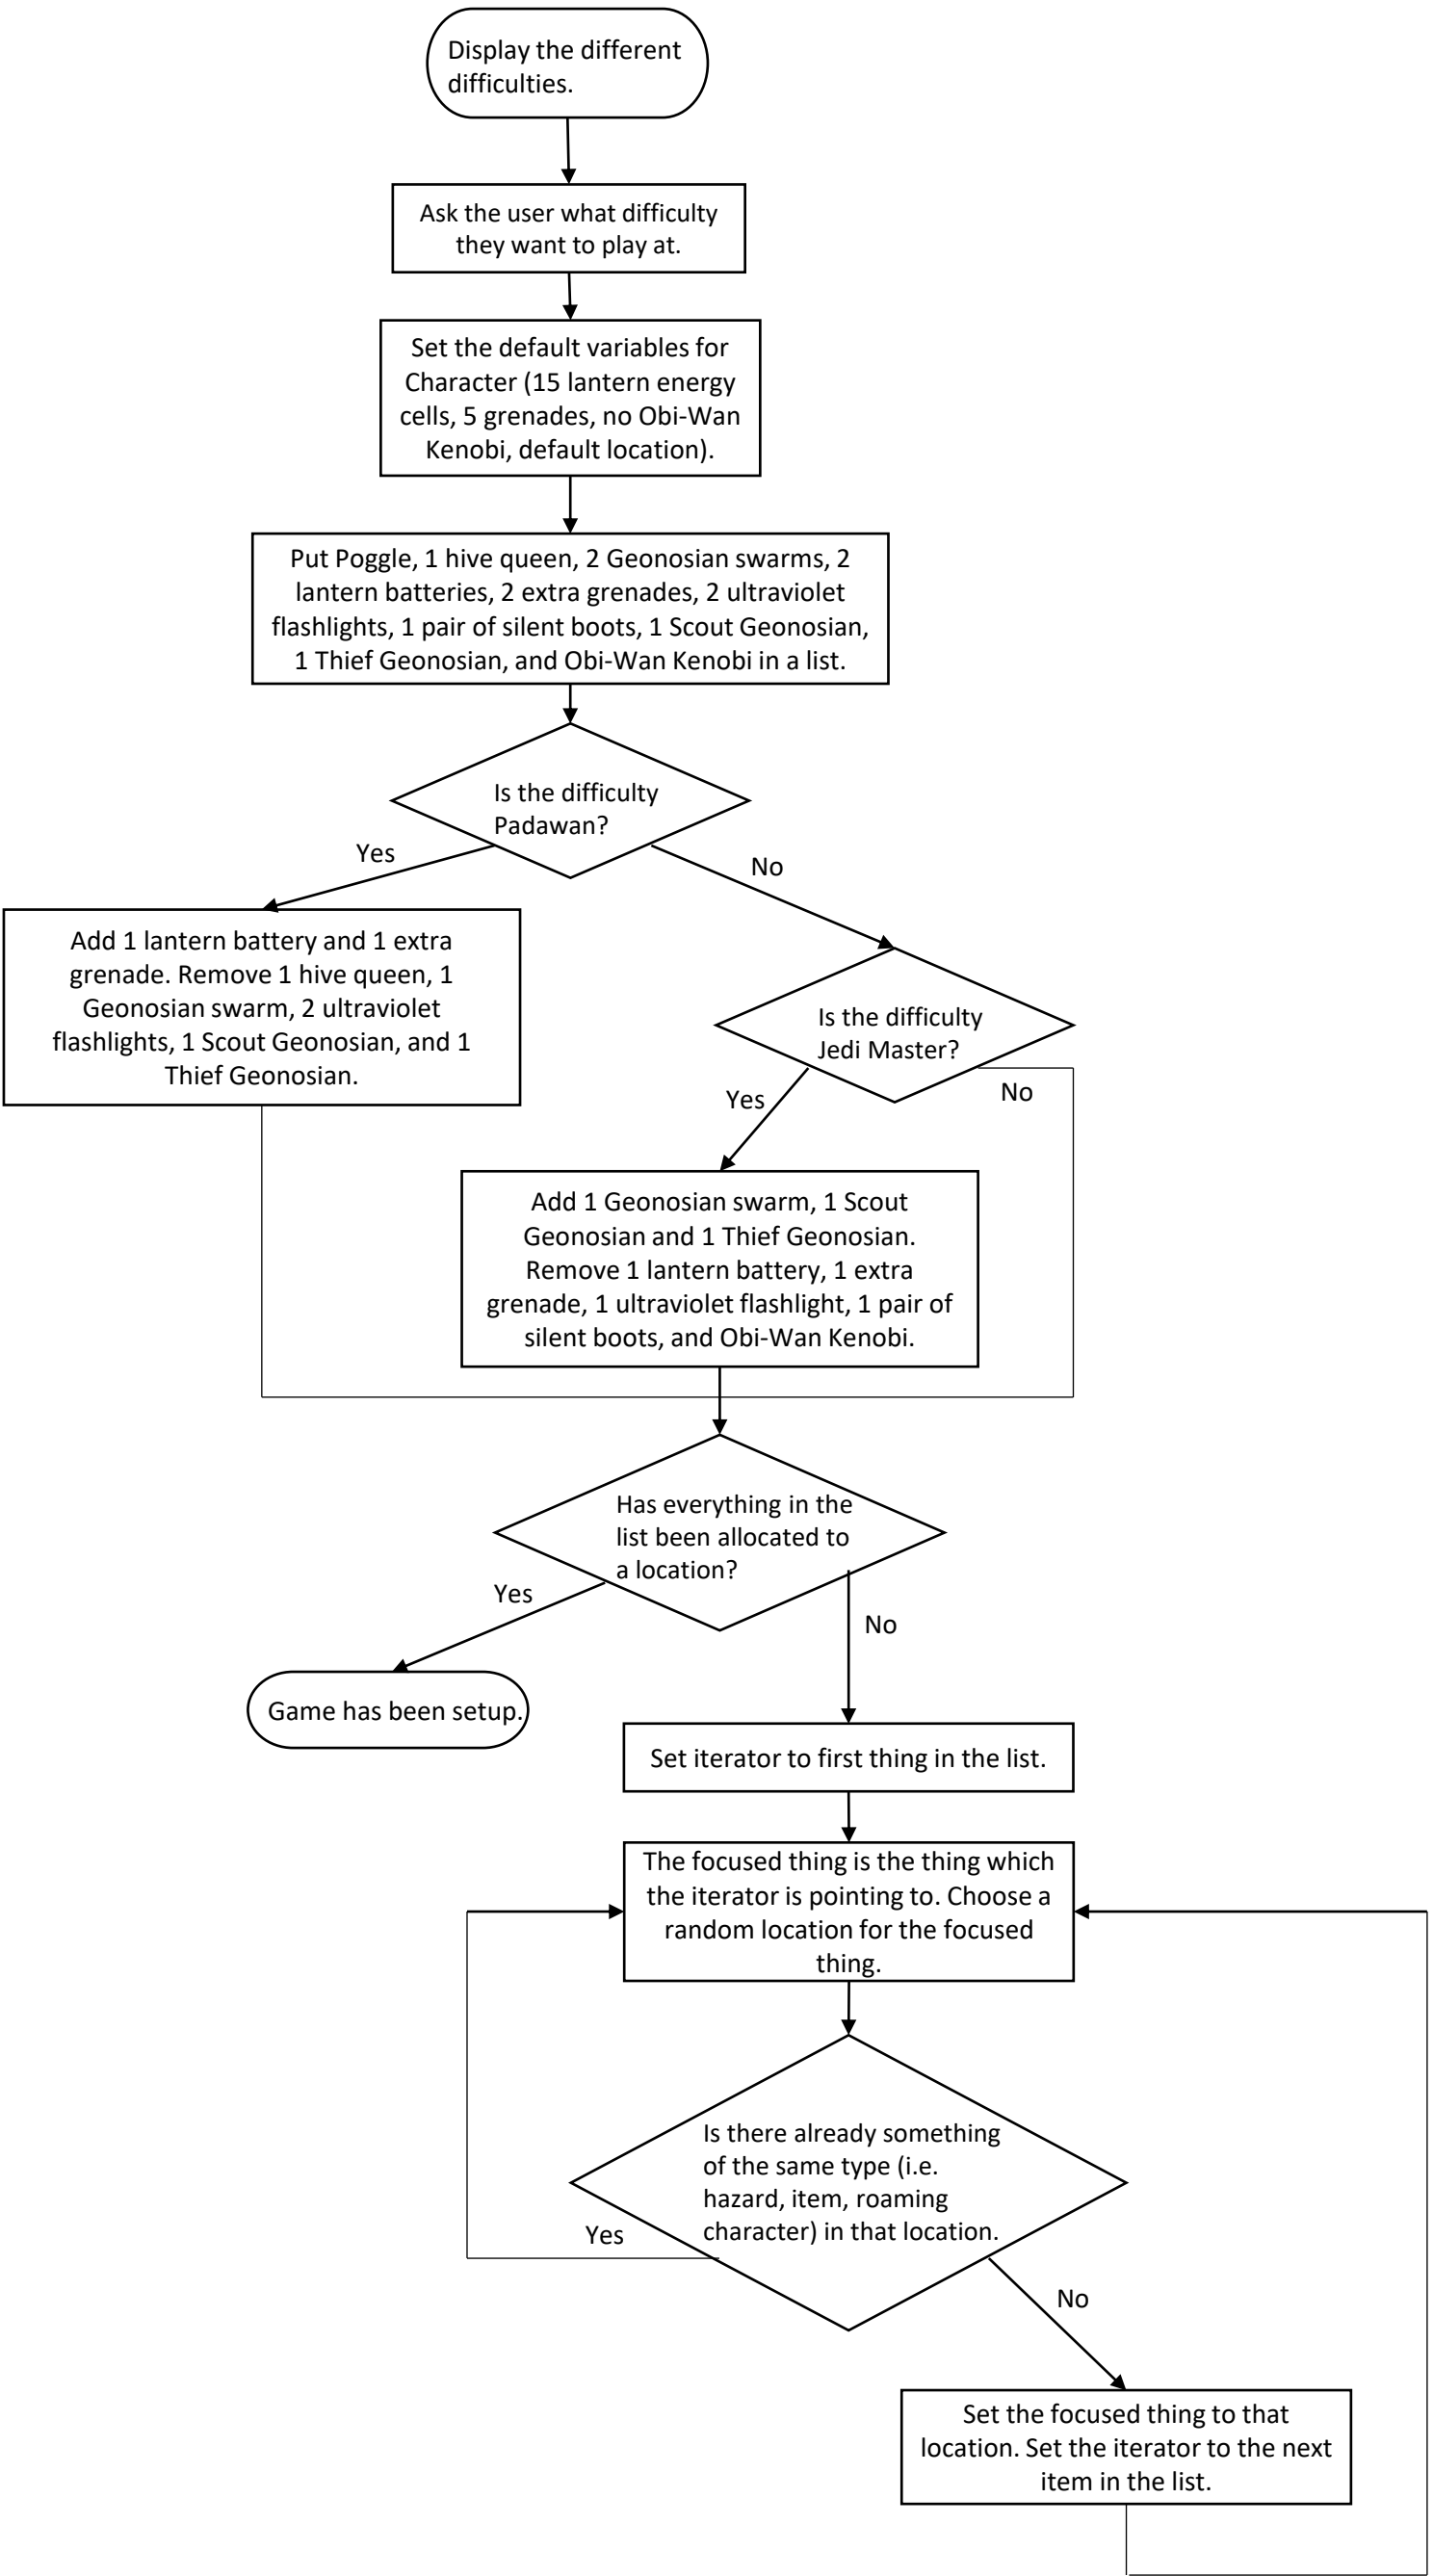 Display the different
difficulties.
Ask the user what difficulty
they want to play at.
Set the default variables for
Character (15 lantern energy
cells, 5 grenades, no Obi-Wan
Kenobi, default location).
Put Poggle, 1 hive queen, 2 Geonosian swarms, 2
lantern batteries, 2 extra grenades, 2 ultraviolet
flashlights, 1 pair of silent boots, 1 Scout Geonosian,
1 Thief Geonosian, and Obi-Wan Kenobi in a list.
Is the difficulty
Padawan?
Yes
No
Add 1 lantern battery and 1 extra
grenade. Remove 1 hive queen, 1
Geonosian swarm, 2 ultraviolet
flashlights, 1 Scout Geonosian, and 1
Thief Geonosian.
Is the difficulty
Jedi Master?
Yes
No
Add 1 Geonosian swarm, 1 Scout
Geonosian and 1 Thief Geonosian.
Remove 1 lantern battery, 1 extra
grenade, 1 ultraviolet flashlight, 1 pair of
silent boots, and Obi-Wan Kenobi.
Has everything in the
list been allocated to
a location?
Yes
No
Game has been setup.
Set iterator to first thing in the list.
The focused thing is the thing which
the iterator is pointing to. Choose a
random location for the focused
thing.
Is there already something
of the same type (i.e.
hazard, item, roaming
character) in that location.
Yes
No
Set the focused thing to that
location. Set the iterator to the next
item in the list.